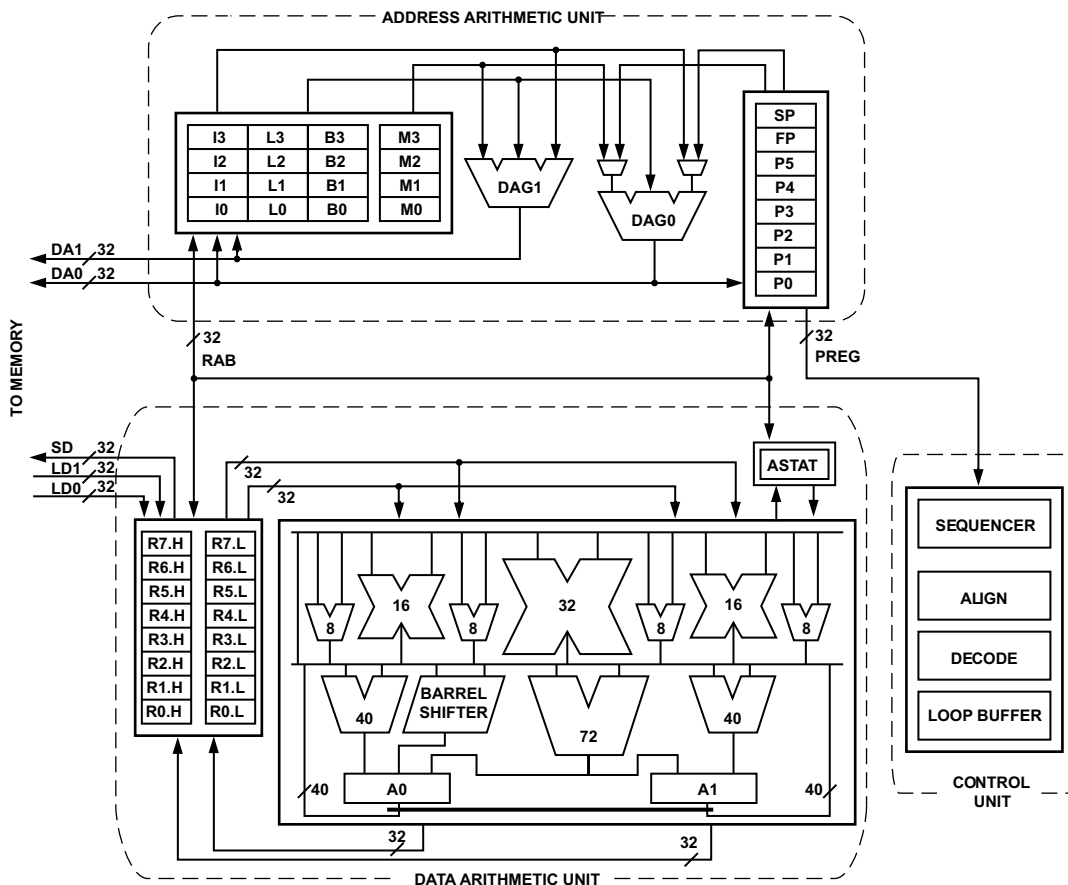 ADDRESS ARITHMETIC UNIT
SP
FP
P5
P4
P3
P2
P1
P0
I3 L3 B3 M3
I2 L2 B2 M2
I1 L1 B1 M1
I0 L0 B0 M0
DAG1
DAG0
DA1 32
DA0 32
32
RAB
32
PREG
TO MEMORY
SD 32
LD1 32
LD0 32
32
32
ASTAT
R7.H R7.L
R6.H R6.L
R5.H R5.L
R4.H R4.L
R3.H R3.L
R2.H R2.L
R1.H R1.L
R0.H R0.L
16 32 16
8 8 8 8
40
BARREL
SHIFTER
72
40
40 A0 A1 40
32
32
DATA ARITHMETIC UNIT
SEQUENCER
ALIGN
DECODE
LOOP BUFFER
CONTROL
UNIT